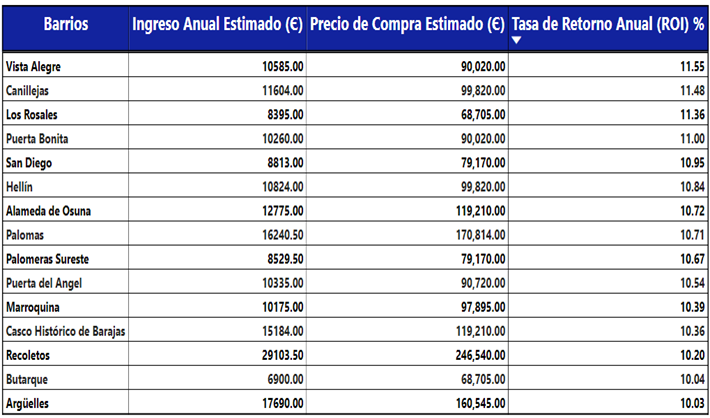 Barrios Ingreso Anual Estimado (€) Precio de Compra Estimado (€) Tasa de Retorno Anual (ROI) %
Vista Alegre 10585.00 90,020.00 11.55
Canillejas 11604.00 99,820.00 11.48
Los Rosales 8395.00 68,705.00 11.36
Puerta Bonita 10260.00 90,020.00 11.00
San Diego 8813.00 79,170.00 10.95
Hellín 10824.00 99,820.00 10.84
Alameda de Osuna 12775.00 119,210.00 10.72
Palomas 16240.50 170,814.00 10.71
Palomeras Sureste 8529.50 79,170.00 10.67
Puerta del Angel 10335.00 90,720.00 10.54
Marroquina 10175.00 97,895.00 10.39
Casco Histórico de Barajas 15184.00 119,210.00 10.36
Recoletos 29103.50 246,540.00 10.20
Butarque 6900.00 68,705.00 10.04
Argüelles 17690.00 160,545.00 10.03